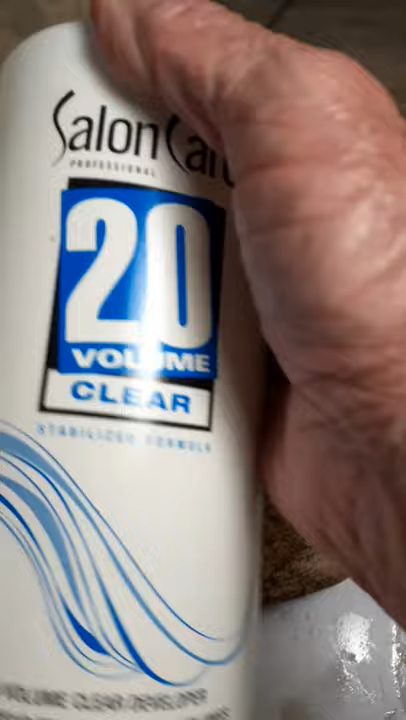 Salon Care
PROFESSIONAL
20
VOLUME
CLEAR
STABILIZED FORMULA
VOLUME CLEAR DEVELOPER